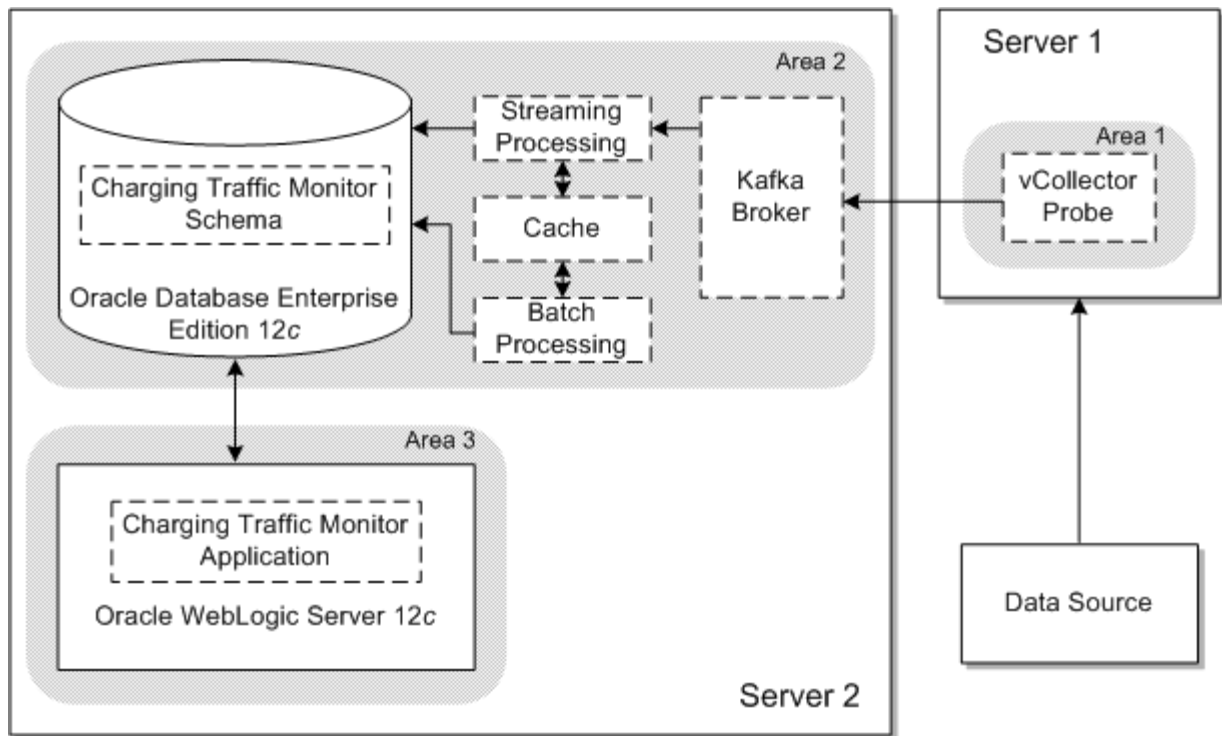 Server 1
Area 2
Streaming
Processing
Area 1
Charging Traffic Monitor
Schema
Kafka
Broker
vCollector
Probe
Cache
Oracle Database Enterprise
Edition 12c
Batch
Processing
Area 3
Charging Traffic Monitor
Application
Oracle WebLogic Server 12c
Data Source
Server 2